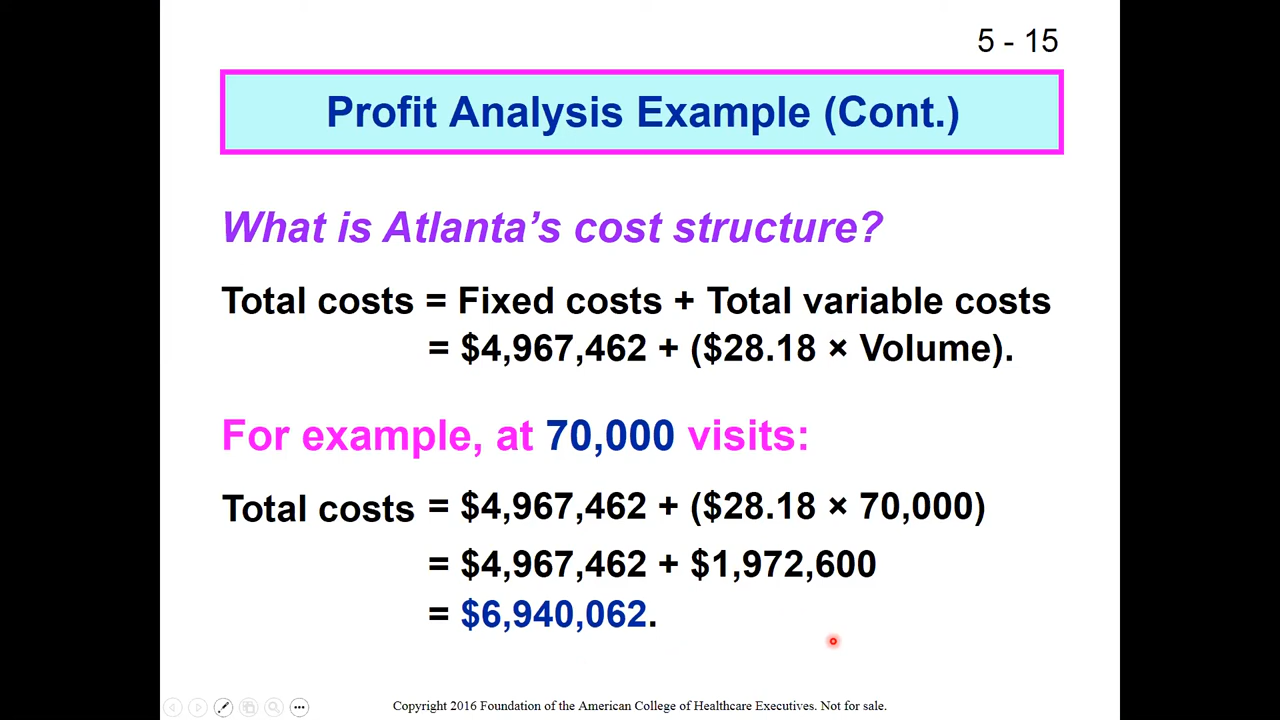 5 - 15
Profit Analysis Example (Cont.)
What is Atlanta’s cost structure?
Total costs = Fixed costs + Total variable costs
= $4,967,462 + ($28.18 × Volume).
For example, at 70,000 visits:
Total costs = $4,967,462 + ($28.18 × 70,000)
= $4,967,462 + $1,972,600
= $6,940,062.
Copyright 2016 Foundation of the American College of Healthcare Executives. Not for sale.